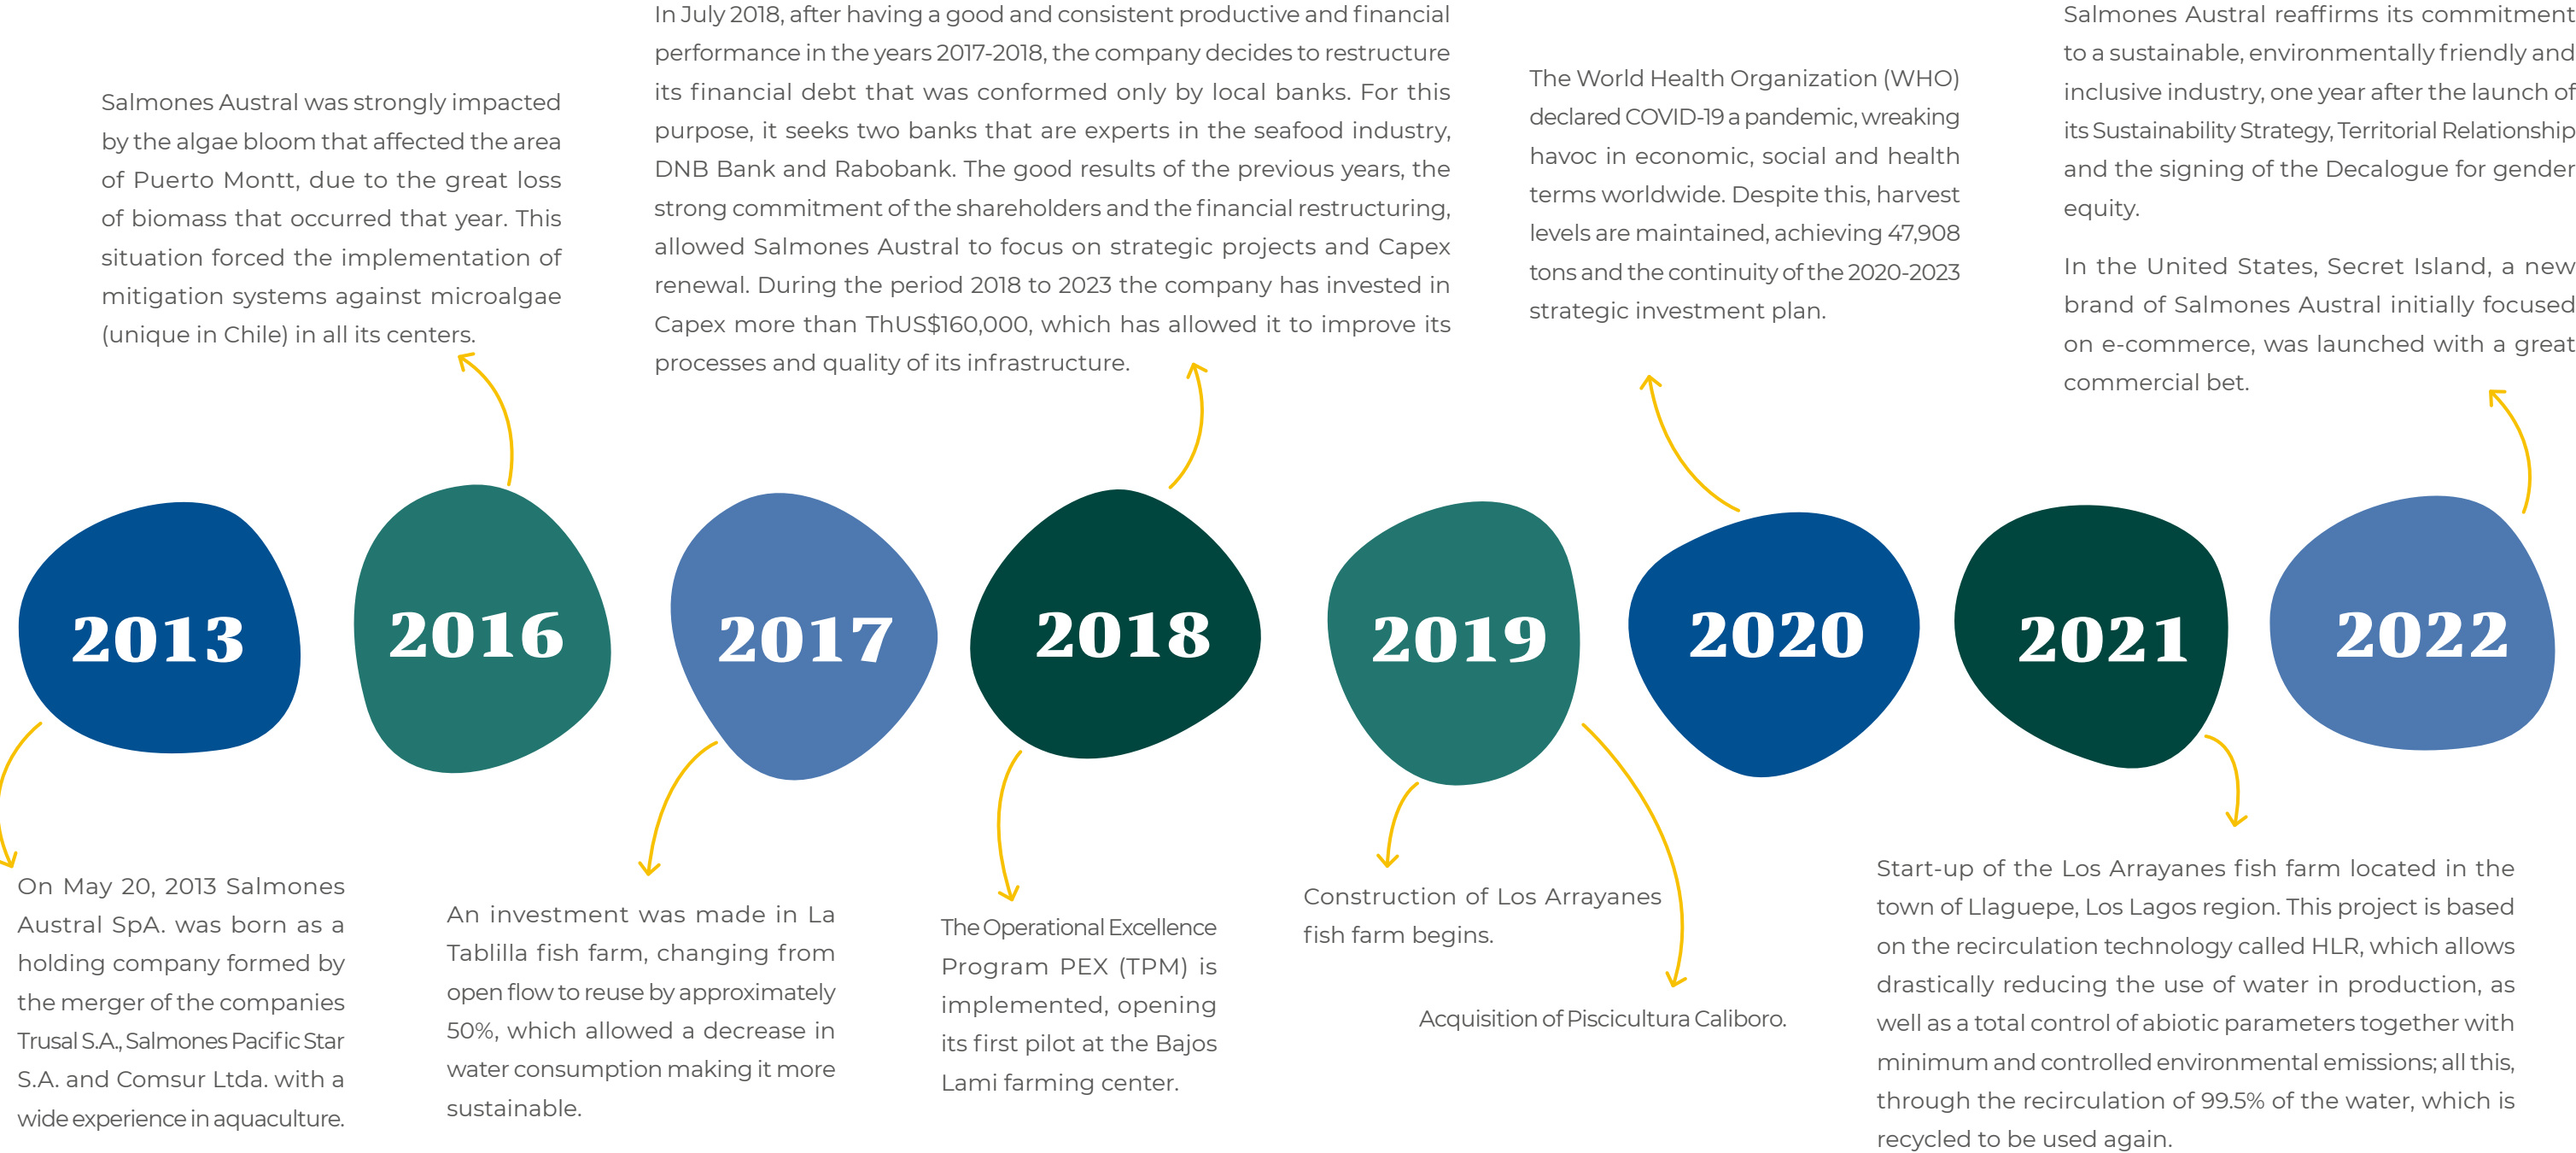 Salmones Austral was strongly impacted
by the algae bloom that affected the area
of Puerto Montt, due to the great loss
of biomass that occurred that year. This
situation forced the implementation of
mitigation systems against microalgae
(unique in Chile) in all its centers.
In July 2018, after having a good and consistent productive and financial
performance in the years 2017-2018, the company decides to restructure
its financial debt that was conformed only by local banks. For this
purpose, it seeks two banks that are experts in the seafood industry,
DNB Bank and Rabobank. The good results of the previous years, the
strong commitment of the shareholders and the financial restructuring,
allowed Salmones Austral to focus on strategic projects and Capex
renewal. During the period 2018 to 2023 the company has invested in
Capex more than ThUS$160,000, which has allowed it to improve its
processes and quality of its infrastructure.
The World Health Organization (WHO)
declared COVID-19 a pandemic, wreaking
havoc in economic, social and health
terms worldwide. Despite this, harvest
levels are maintained, achieving 47,908
tons and the continuity of the 2020-2023
strategic investment plan.
Salmones Austral reaffirms its commitment
to a sustainable, environmentally friendly and
inclusive industry, one year after the launch of
its Sustainability Strategy, Territorial Relationship
and the signing of the Decalogue for gender
equity.
In the United States, Secret Island, a new
brand of Salmones Austral initially focused
on e-commerce, was launched with a great
commercial bet.
2013
2016
2017
2018
2019
2020
2021
2022
On May 20, 2013 Salmones
Austral SpA. was born as a
holding company formed by
the merger of the companies
Trusal S.A., Salmones Pacific Star
S.A. and Comsur Ltda. with a
wide experience in aquaculture.
An investment was made in La
Tablilla fish farm, changing from
open flow to reuse by approximately
50%, which allowed a decrease in
water consumption making it more
sustainable.
The Operational Excellence
Program PEX (TPM) is
implemented, opening
its first pilot at the Bajos
Lami farming center.
Construction of Los Arrayanes
fish farm begins.
Acquisition of Piscicultura Caliboro.
Start-up of the Los Arrayanes fish farm located in the
town of Llaguepe, Los Lagos region. This project is based
on the recirculation technology called HLR, which allows
drastically reducing the use of water in production, as
well as a total control of abiotic parameters together with
minimum and controlled environmental emissions; all this,
through the recirculation of 99.5% of the water, which is
recycled to be used again.